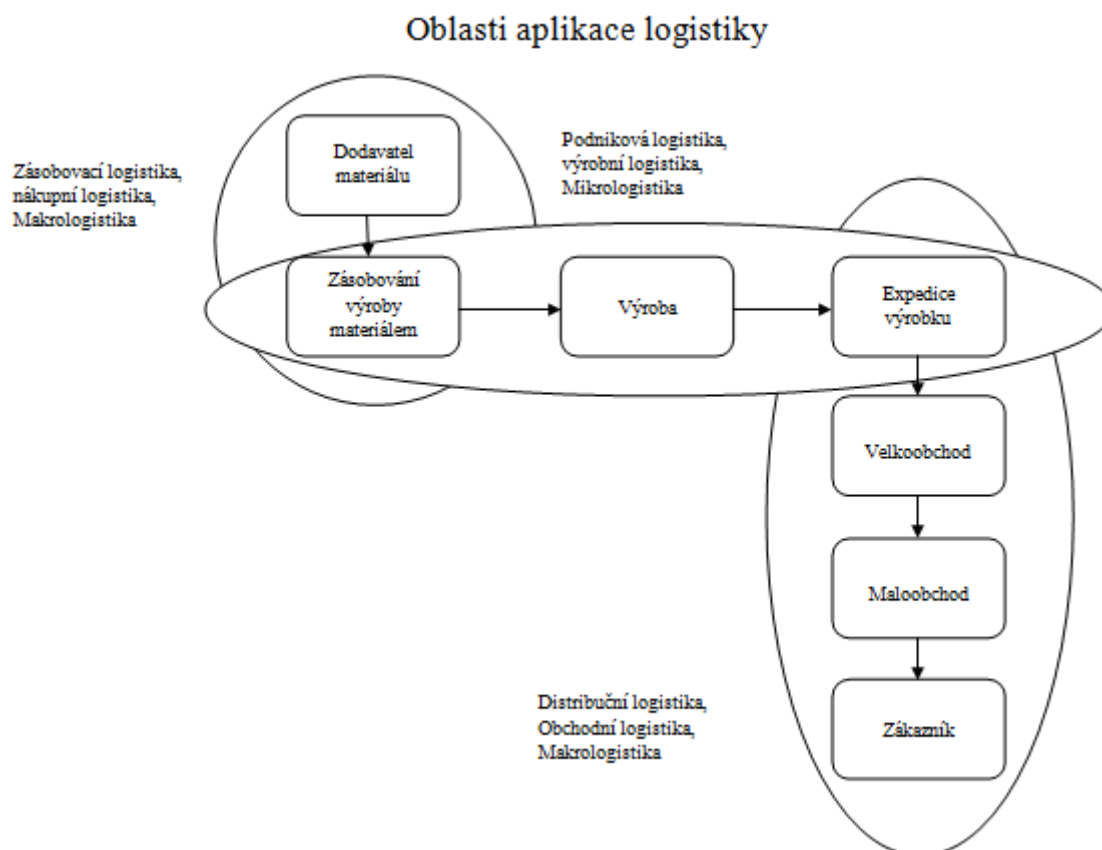 Oblasti aplikace logistiky
Zásobovací logistika,
nákupní logistika,
Makrologistika
Dodavatel
materiálu
Podniková logistika,
výrobní logistika,
Mikrologistika
Zásobování
výroby
materiálem
Výroba
Expedice
výrobku
Velkoobchod
Maloobchod
Distribuční logistika,
Obchodní logistika,
Makrologistika
Zákazník